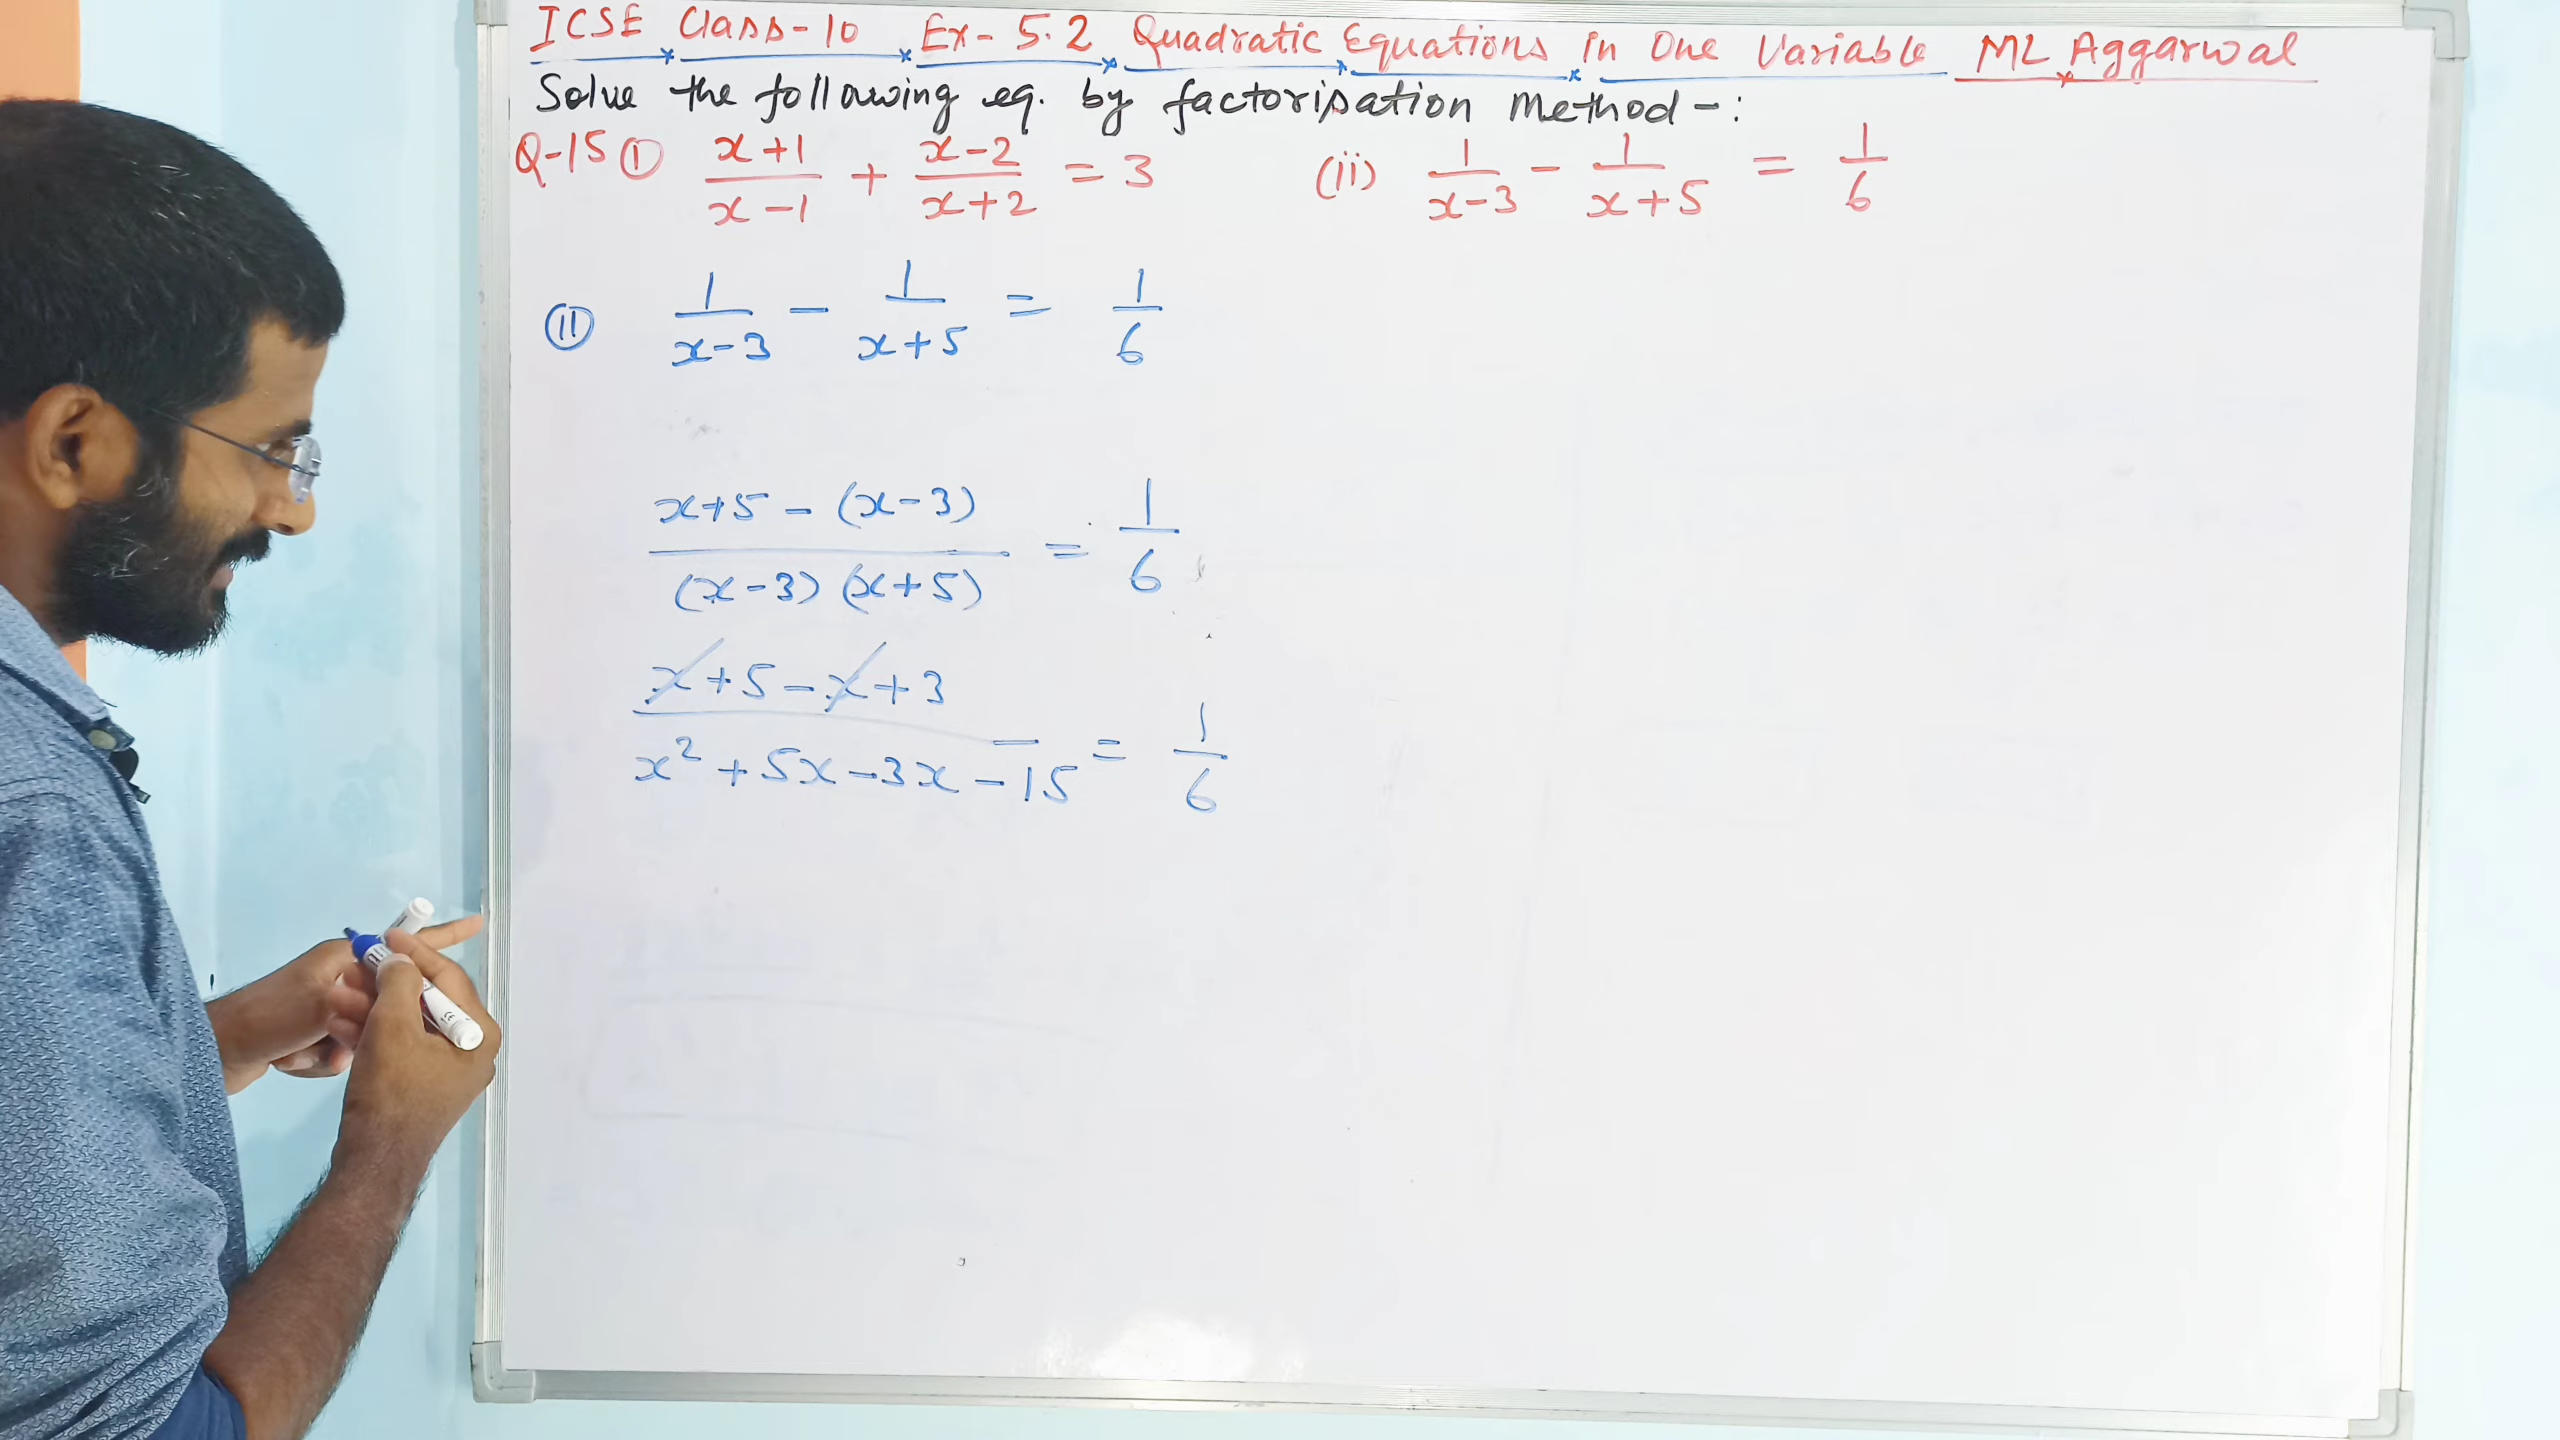 ICSE Class-10 Ex-5.2 Quadratic Equations in One Variable ML Aggarwal
Solve the following eq. by factorisation method-:
Q-15 (i) (x+1)/(x-1) + (x-2)/(x+2) = 3 (ii) 1/(x-3) - 1/(x+5) = 1/6
(ii) 1/(x-3) - 1/(x+5) = 1/6
(x+5-(x-3))/((x-3)(x+5)) = 1/6
(x+5-x+3)/(x²+5x-3x-15) = 1/6